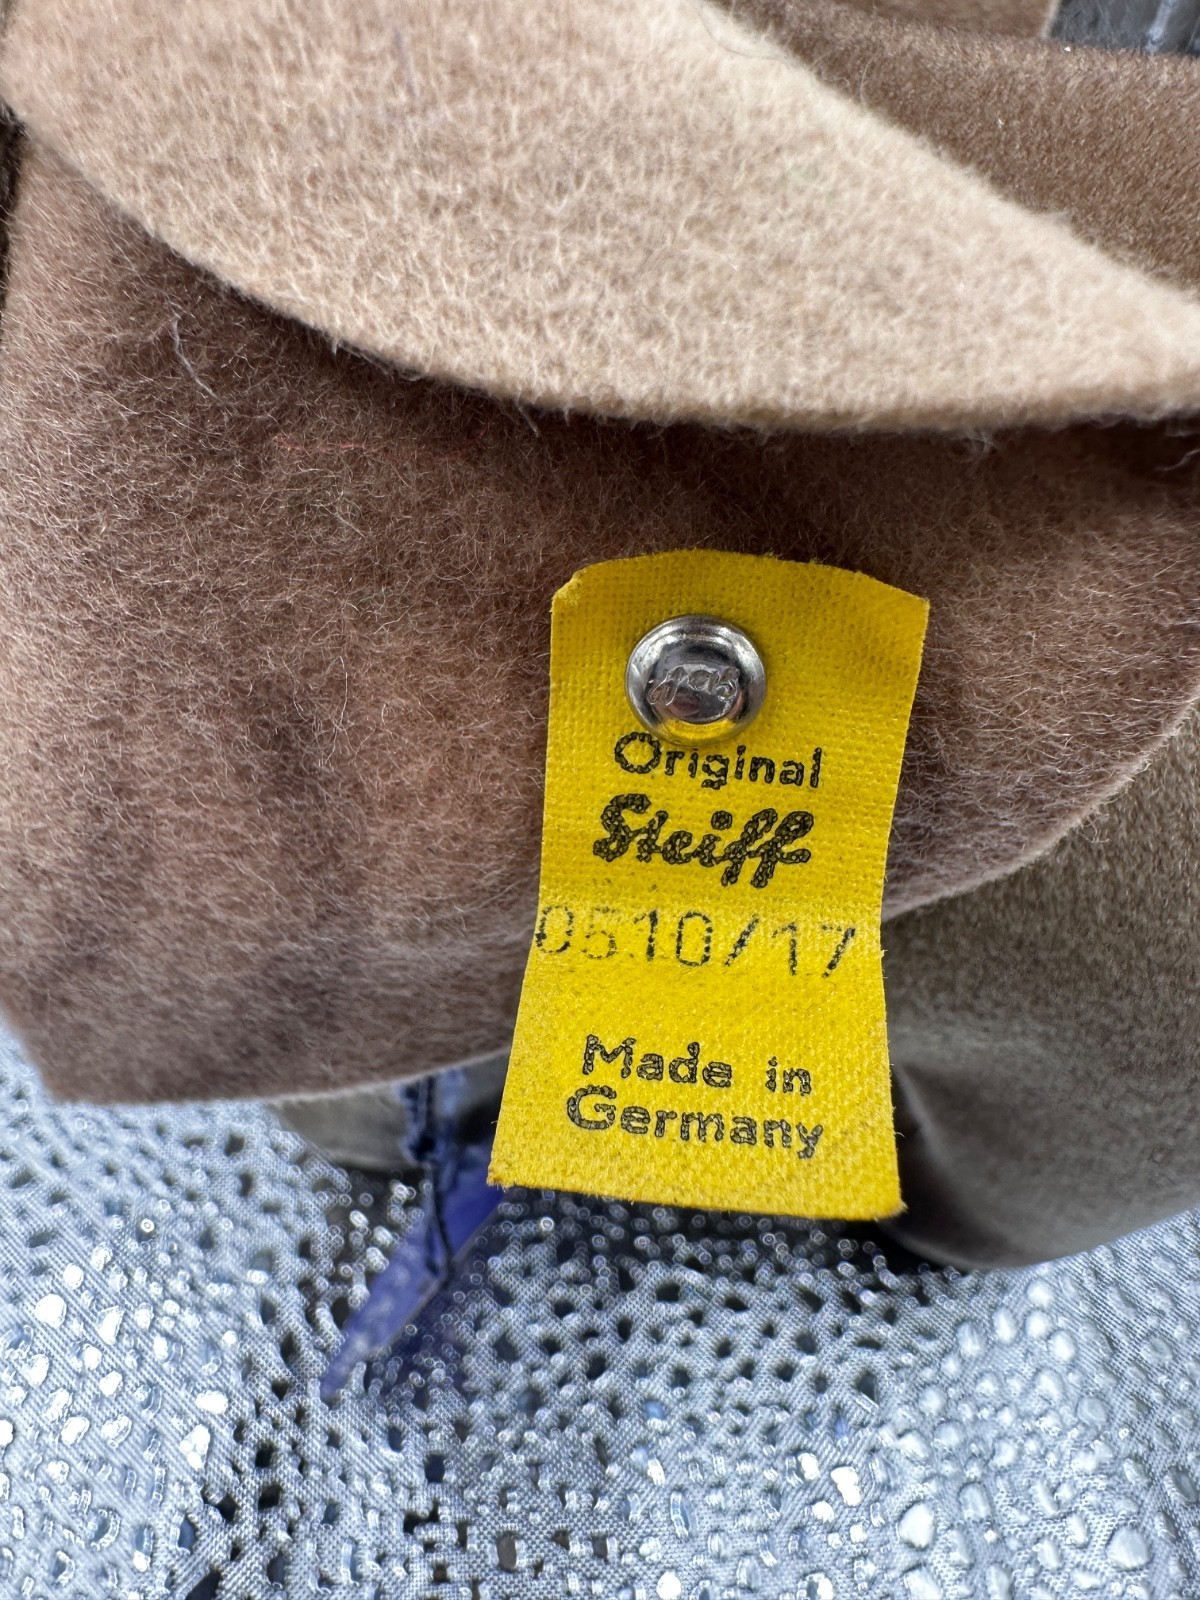 Original
Steiff
0510/17
Made in
Germany